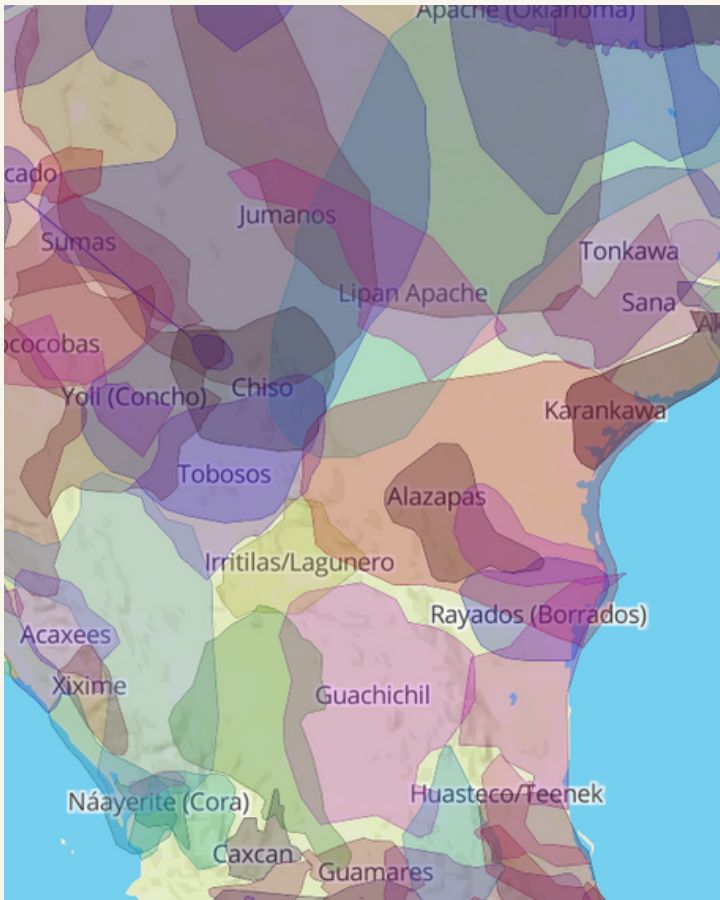 Apache (Oklahoma)
cado
Jumanos
Sumas
Tonkawa
Lipan Apache
Sana
Al
ococobas
Yoli (Concho)
Chiso
Karankawa
Tobosos
Alazapas
Irritilas/Lagunero
Rayados (Borrados)
Acaxees
Xixime
Guachichil
Náayerite (Cora)
Huasteco/Teenek
Caxcan
Guamares